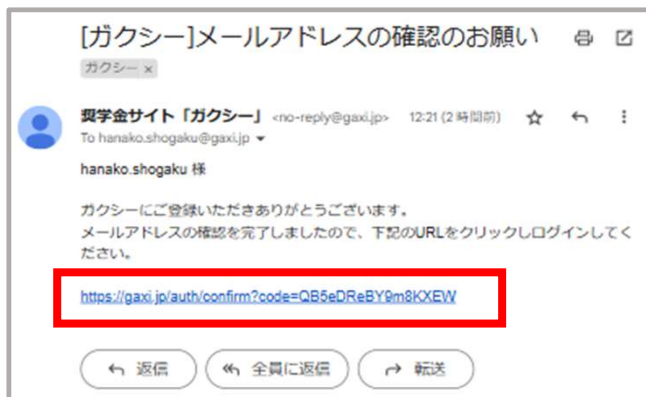 [ガクシー]メールアドレスの確認のお願い
ガクシー ×
奨学金サイト「ガクシー」 <no-reply@gaxi.jp> 12:21 (2 時間前)
To hanako.shogaku@gaxi.jp
hanako.shogaku 様
ガクシーにご登録いただきありがとうございます。
メールアドレスの確認を完了しましたので、下記のURLをクリックしログインしてく
ださい。
https://gaxi.jp/auth/confirm?code=QB5eDReBY9m8KXEW
返信 全員に返信 転送